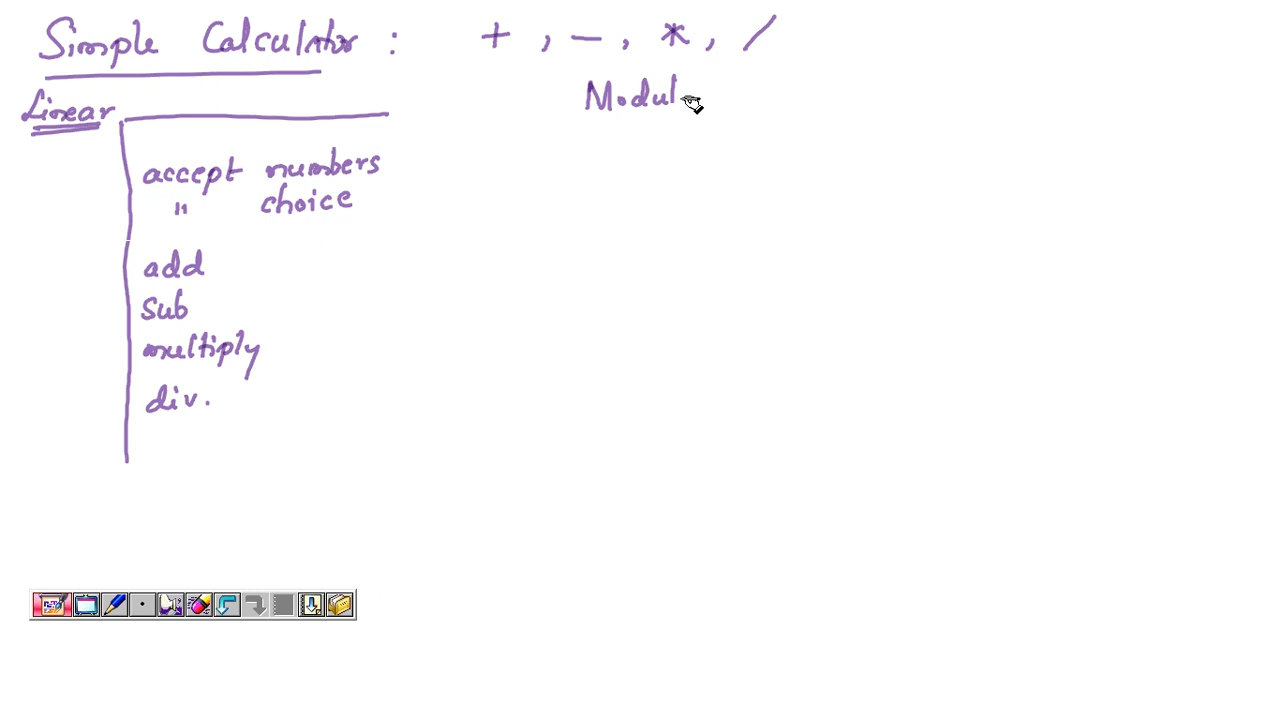 Simple Calculator : + , - , * , /
Linear
Modul
accept numbers
" choice
add
sub
multiply
div.